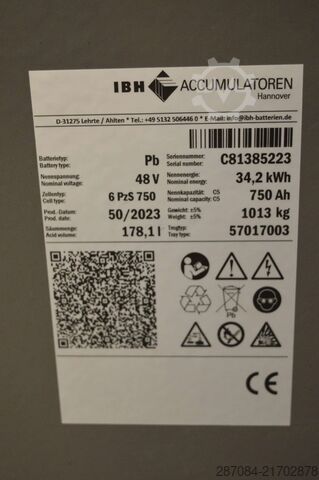 IBH ACCUMULATOREN
Hannover
D-31275 Lehrte / Ahlten * Tel.: +49 5132 506446 0 * E-Mail: info@ibh-batterien.de
Batterietyp: Pb Seriennummer: C81385223
Battery type: Serial number:
Nennspannung: 48 V Nennenergie: 34,2 kWh
Nominal voltage: Nominal energy:
Zellentyp: 6 PzS 750 Nennkapazität: C5 750 Ah
Cell type: Nominal capacity: C5
Prod.-Datum: 50/2023 Gewicht: ±5% 1013 kg
Prod.-Date: Weight: ±5%
Säuremenge: 178,1 l Trogtyp: 57017003
Acid volume: Tray type:
Pb
CE
287084-21702878